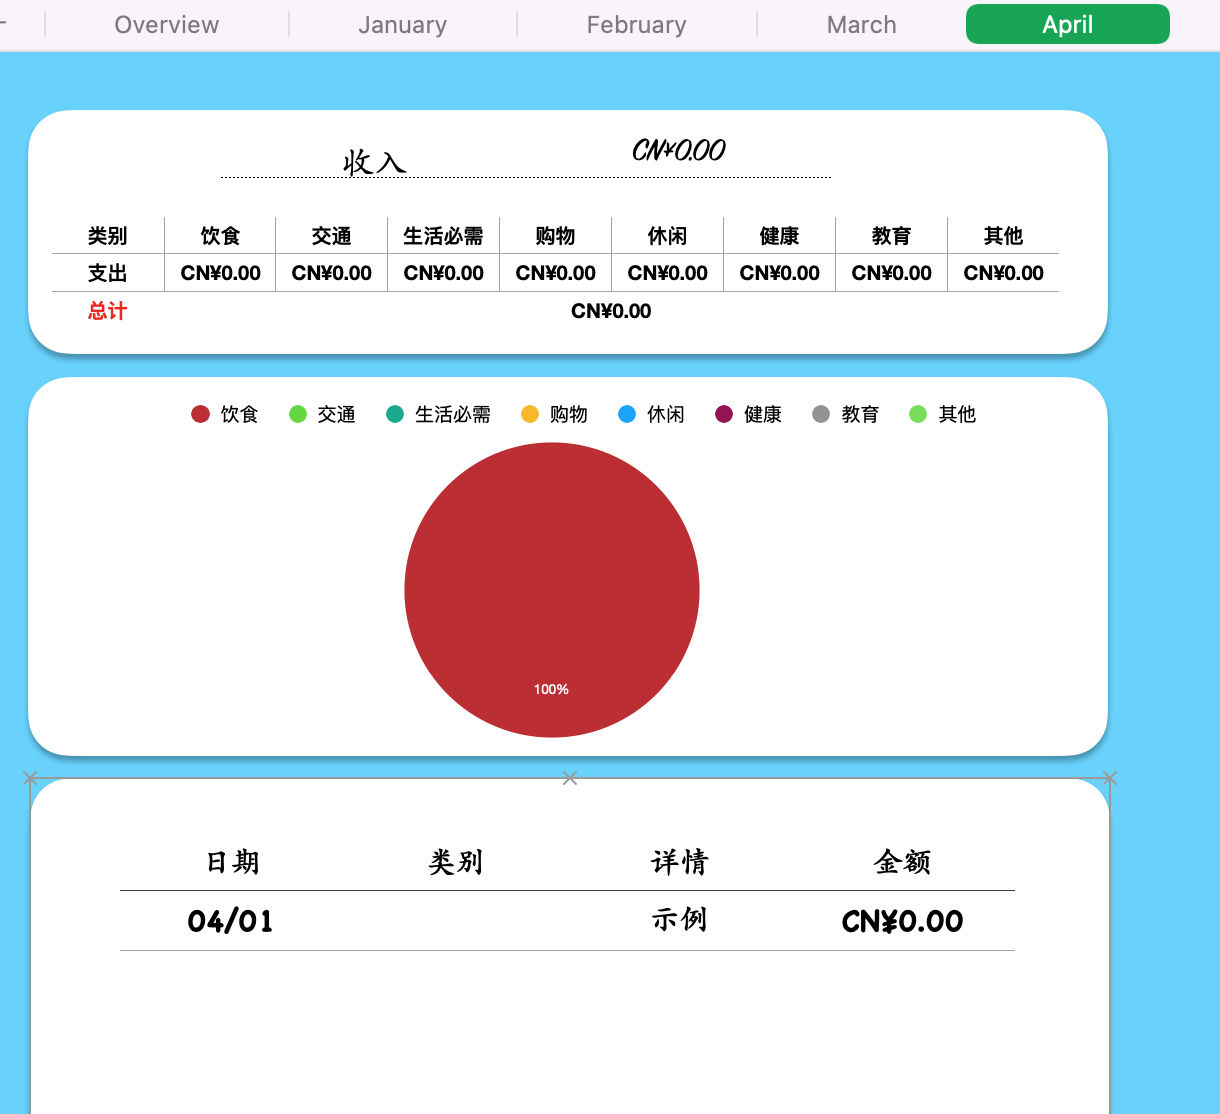 Overview January February March April
收入 CN¥0.00
类别 饮食 交通 生活必需 购物 休闲 健康 教育 其他
支出 CN¥0.00 CN¥0.00 CN¥0.00 CN¥0.00 CN¥0.00 CN¥0.00 CN¥0.00 CN¥0.00
总计 CN¥0.00
饮食 交通 生活必需 购物 休闲 健康 教育 其他
100%
日期 类别 详情 金额
04/01 示例 CN¥0.00